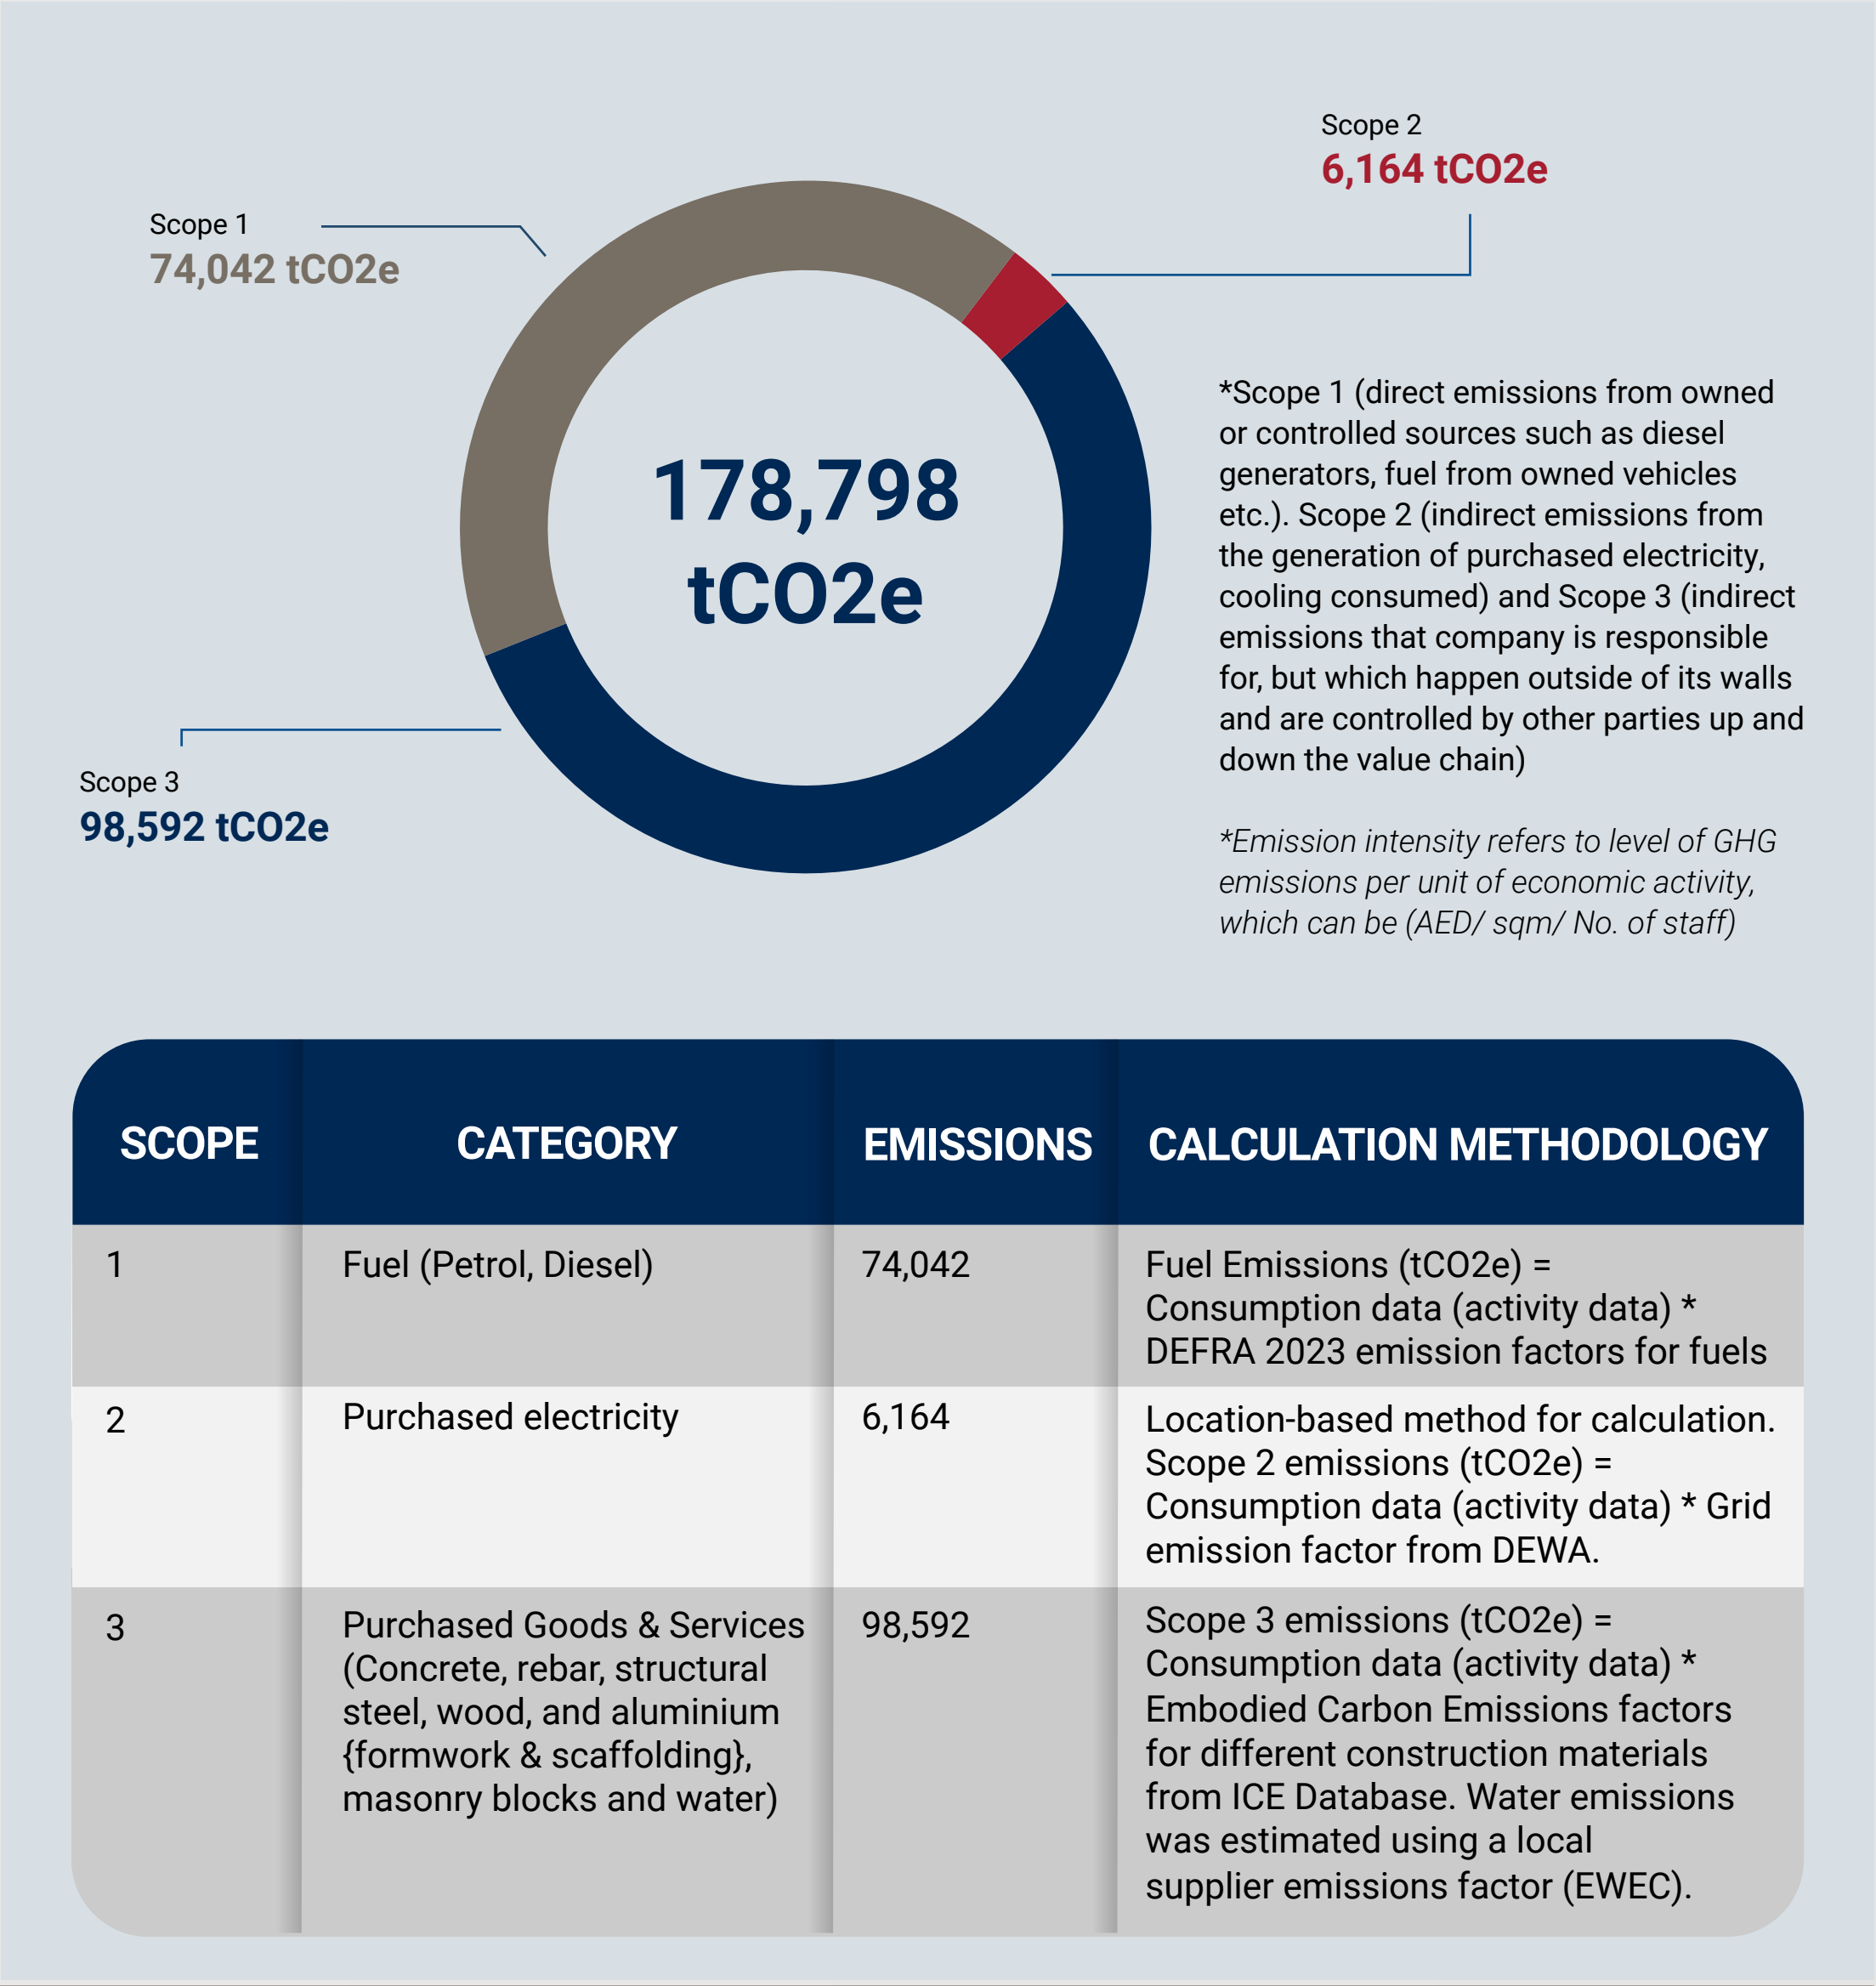 Scope 2
6,164 tCO2e
Scope 1
74,042 tCO2e
178,798
tCO2e
Scope 3
98,592 tCO2e
*Scope 1 (direct emissions from owned
or controlled sources such as diesel
generators, fuel from owned vehicles
etc.). Scope 2 (indirect emissions from
the generation of purchased electricity,
cooling consumed) and Scope 3 (indirect
emissions that company is responsible
for, but which happen outside of its walls
and are controlled by other parties up and
down the value chain)
*Emission intensity refers to level of GHG
emissions per unit of economic activity,
which can be (AED/ sqm/ No. of staff)
SCOPE CATEGORY EMISSIONS CALCULATION METHODOLOGY
1 Fuel (Petrol, Diesel) 74,042 Fuel Emissions (tCO2e) =
Consumption data (activity data) *
DEFRA 2023 emission factors for fuels
2 Purchased electricity 6,164 Location-based method for calculation.
Scope 2 emissions (tCO2e) =
Consumption data (activity data) * Grid
emission factor from DEWA.
3 Purchased Goods & Services 98,592 Scope 3 emissions (tCO2e) =
(Concrete, rebar, structural Consumption data (activity data) *
steel, wood, and aluminium Embodied Carbon Emissions factors
{formwork & scaffolding}, for different construction materials
masonry blocks and water) from ICE Database. Water emissions
was estimated using a local
supplier emissions factor (EWEC).